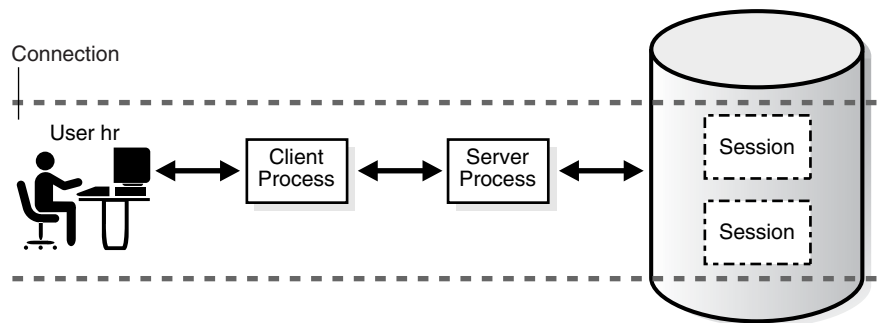 Connection
User hr
Client
Process
Server
Process
Session
Session